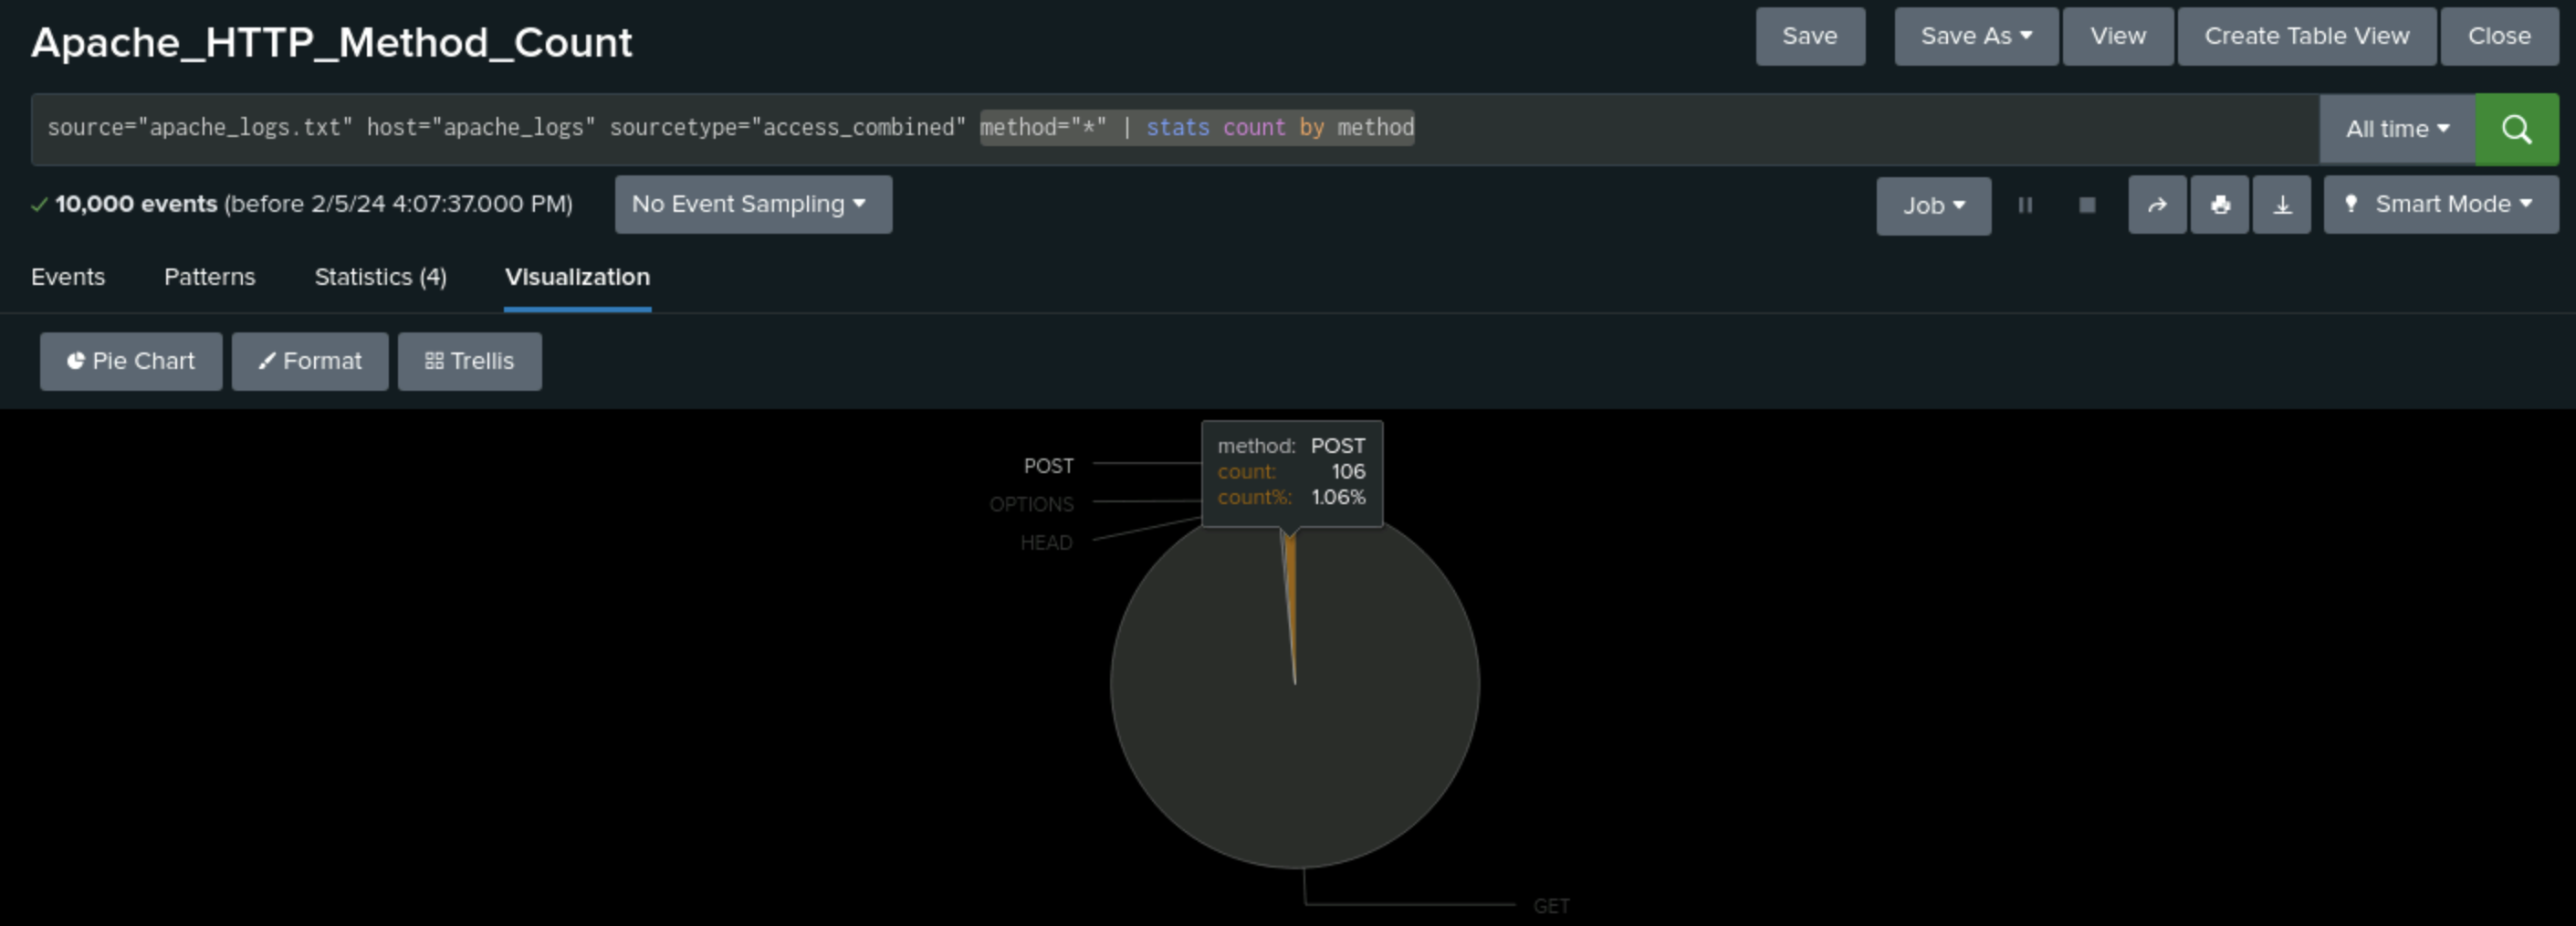 Apache_HTTP_Method_Count
Save
Save As
View
Create Table View
Close
source="apache_logs.txt" host="apache_logs" sourcetype="access_combined" method="*" | stats count by method
All time
10,000 events (before 2/5/24 4:07:37.000 PM)
No Event Sampling
Job
Smart Mode
Events
Patterns
Statistics (4)
Visualization
Pie Chart
Format
Trellis
method: POST
count: 106
count%: 1.06%
POST
OPTIONS
HEAD
GET